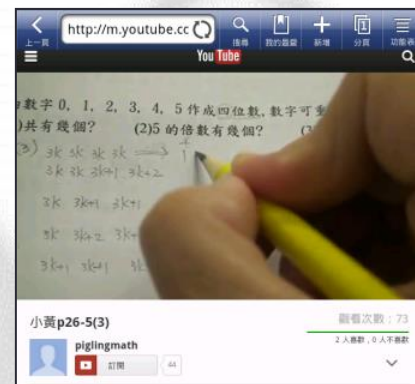 http://m.youtube.cc
上一頁
搜尋
我的最愛
新增
分頁
功能表
You Tube
數字 0, 1, 2, 3, 4, 5 作成四位數, 數字可重
)共有幾個? (2)5 的倍數有幾個? (3
(3) 3k 3k 3k 3k
3k 3k 3k+1 3k+2
3k 3k+1 3k+1
3k 3k+2 3k+
3k+1 3k+1 3k
小黃p26-5(3)
觀看次數:73
2 人喜歡,0 人不喜歡
piglingmath
訂閱 44